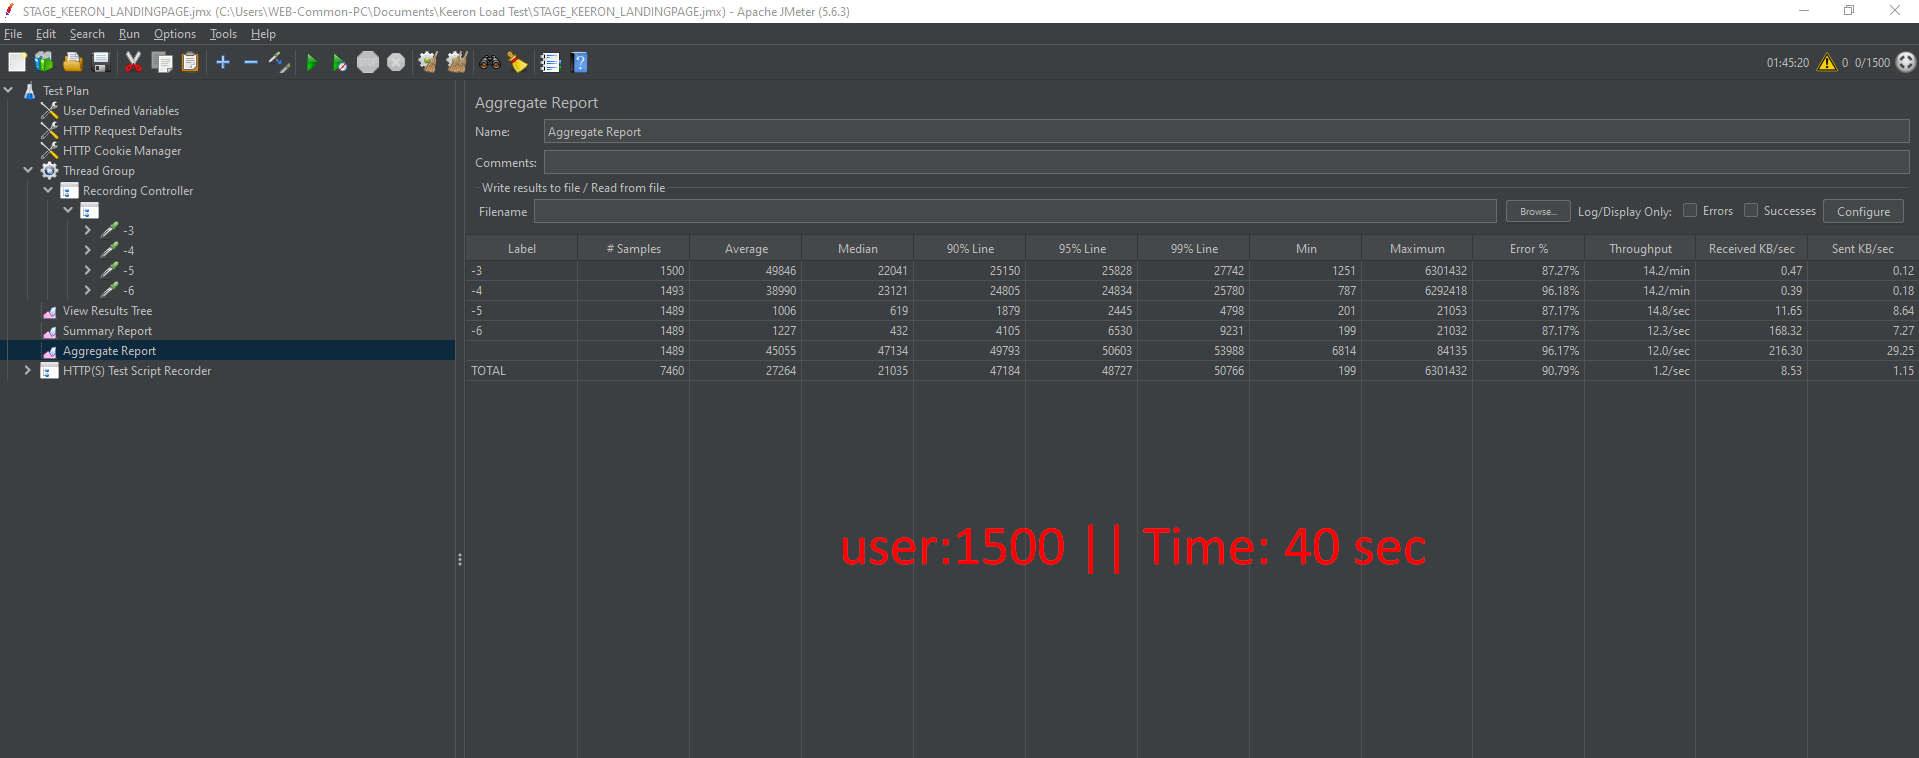 STAGE_KEERON_LANDINGPAGE.jmx (C:\Users\WEB-Common-PC\Documents\Keeron Load Test\STAGE_KEERON_LANDINGPAGE.jmx) - Apache JMeter (5.6.3)
File Edit Search Run Options Tools Help
STOP 01:45:20 0 0/1500
Test Plan
User Defined Variables
HTTP Request Defaults
HTTP Cookie Manager
Thread Group
Recording Controller
-3
-4
-5
-6
View Results Tree
Summary Report
Aggregate Report
HTTP(S) Test Script Recorder
Aggregate Report
Name: Aggregate Report
Comments:
Write results to file / Read from file
Filename Browse... Log/Display Only: Errors Successes Configure
Label # Samples Average Median 90% Line 95% Line 99% Line Min Maximum Error % Throughput Received KB/sec Sent KB/sec
-3 1500 49846 22041 25150 25828 27742 1251 6301432 87.27% 14.2/min 0.47 0.12
-4 1493 38990 23121 24805 24834 25780 787 6292418 96.18% 14.2/min 0.39 0.18
-5 1489 1006 619 1879 2445 4798 201 21053 87.17% 14.8/sec 11.65 8.64
-6 1489 1227 432 4105 6530 9231 199 21032 87.17% 12.3/sec 168.32 7.27
1489 45055 47134 49793 50603 53988 6814 84135 96.17% 12.0/sec 216.30 29.25
TOTAL 7460 27264 21035 47184 48727 50766 199 6301432 90.79% 1.2/sec 8.53 1.15
user:1500 || Time: 40 sec